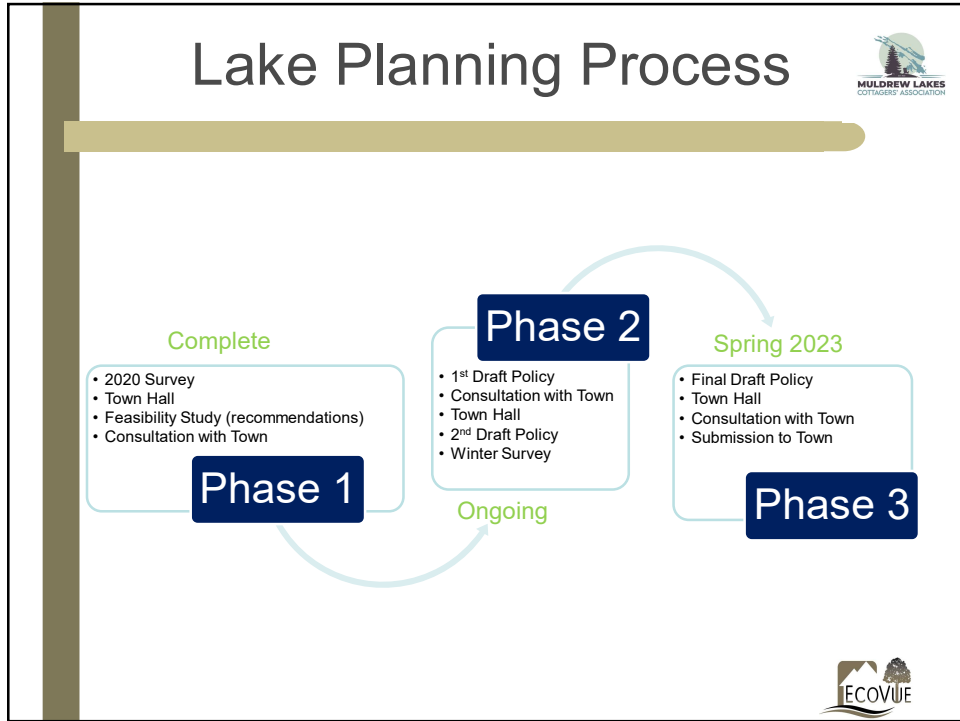 Lake Planning Process
MULDREW LAKES
COTTAGERS' ASSOCIATION
Complete
• 2020 Survey
• Town Hall
• Feasibility Study (recommendations)
• Consultation with Town
Phase 1
Phase 2
• 1st Draft Policy
• Consultation with Town
• Town Hall
• 2nd Draft Policy
• Winter Survey
Ongoing
Spring 2023
• Final Draft Policy
• Town Hall
• Consultation with Town
• Submission to Town
Phase 3
ECOVUE